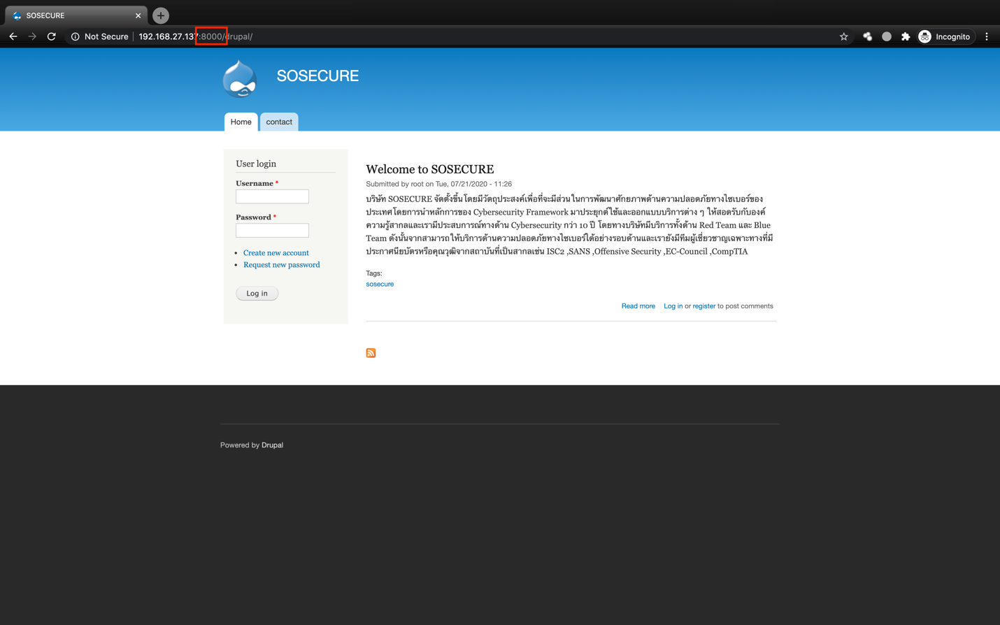 SOSECURE
Not Secure
192.168.27.137:8000/drupal/
Incognito
SOSECURE
Home
contact
User login
Username *
Password *
Create new account
Request new password
Log in
Welcome to SOSECURE
Submitted by root on Tue, 07/21/2020 - 11:26
บริษัท SOSECURE จัดตั้งขึ้นโดยมีวัตถุประสงค์เพื่อที่จะมีส่วนในการพัฒนาศักยภาพด้านความปลอดภัยทางไซเบอร์ของ
ประเทศโดยการนำหลักการของ Cybersecurity Framework มาประยุกต์ใช้และออกแบบบริการต่าง ๆ ให้สอดรับกับองค์
ความรู้สากลและเรามีประสบการณ์ทางด้าน Cybersecurity กว่า 10 ปี โดยทางบริษัทมีบริการทั้งด้าน Red Team และ Blue
Team ดังนั้นจากสามารถให้บริการด้านความปลอดภัยทางไซเบอร์ได้อย่างรอบด้านและเรายังมีทีมผู้เชี่ยวชาญเฉพาะทางที่มี
ประกาศนียบัตรหรือคุณวุฒิจากสถาบันที่เป็นสากลเช่น ISC2 ,SANS ,Offensive Security ,EC-Council ,CompTIA
Tags:
sosecure
Read more Log in or register to post comments
Powered by Drupal